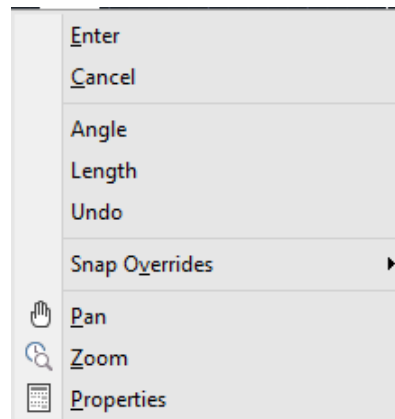 Enter
Cancel
Angle
Length
Undo
Snap Overrides
Pan
Zoom
Properties